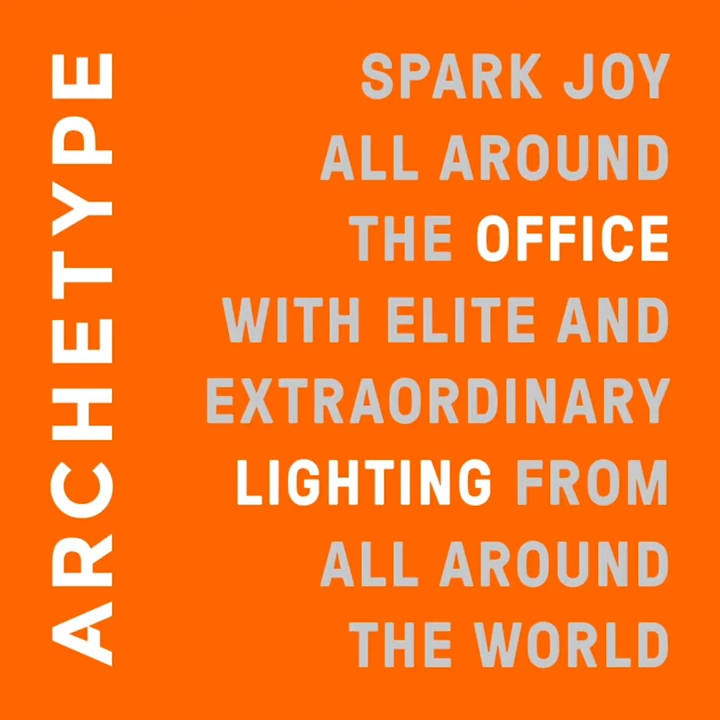 ARCHETYPE
SPARK JOY
ALL AROUND
THE OFFICE
WITH ELITE AND
EXTRAORDINARY
LIGHTING FROM
ALL AROUND
THE WORLD